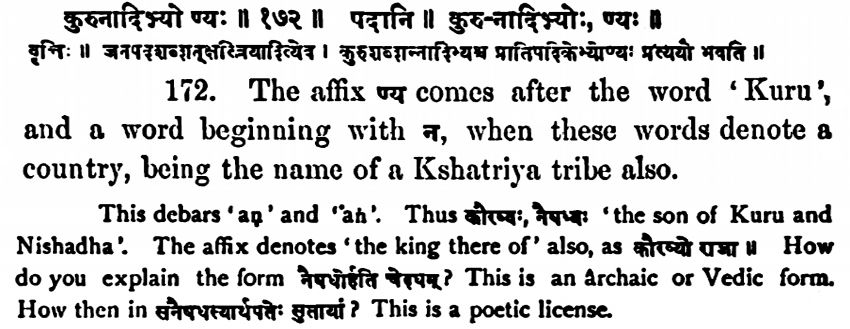 कुरुनादिभ्यो ण्यः ॥ १७२ ॥ पदानि ॥ कुरु-नादिभ्योः, ण्यः ॥
वृत्तिः ॥ जनपदशब्दात्क्षत्रियादित्येव । कुरुशब्दान्नादिभ्यश्च प्रातिपदिकेभ्योण्यः प्रत्ययो भवति ॥
172. The affix ण्य comes after the word ‘Kuru’,
and a word beginning with न, when these words denote a
country, being the name of a Kshatriya tribe also.
This debars ‘aṇ’ and ‘añ’. Thus कौरव्यः, नैषध्यः ‘the son of Kuru and
Nishadha’. The affix denotes ‘the king there of’ also, as कौरव्यो राजा ॥ How
do you explain the form नैषधोर्हति चेदघम्? This is an Archaic or Vedic form.
How then in सनैषधस्यार्थपतेः सुतायां? This is a poetic license.